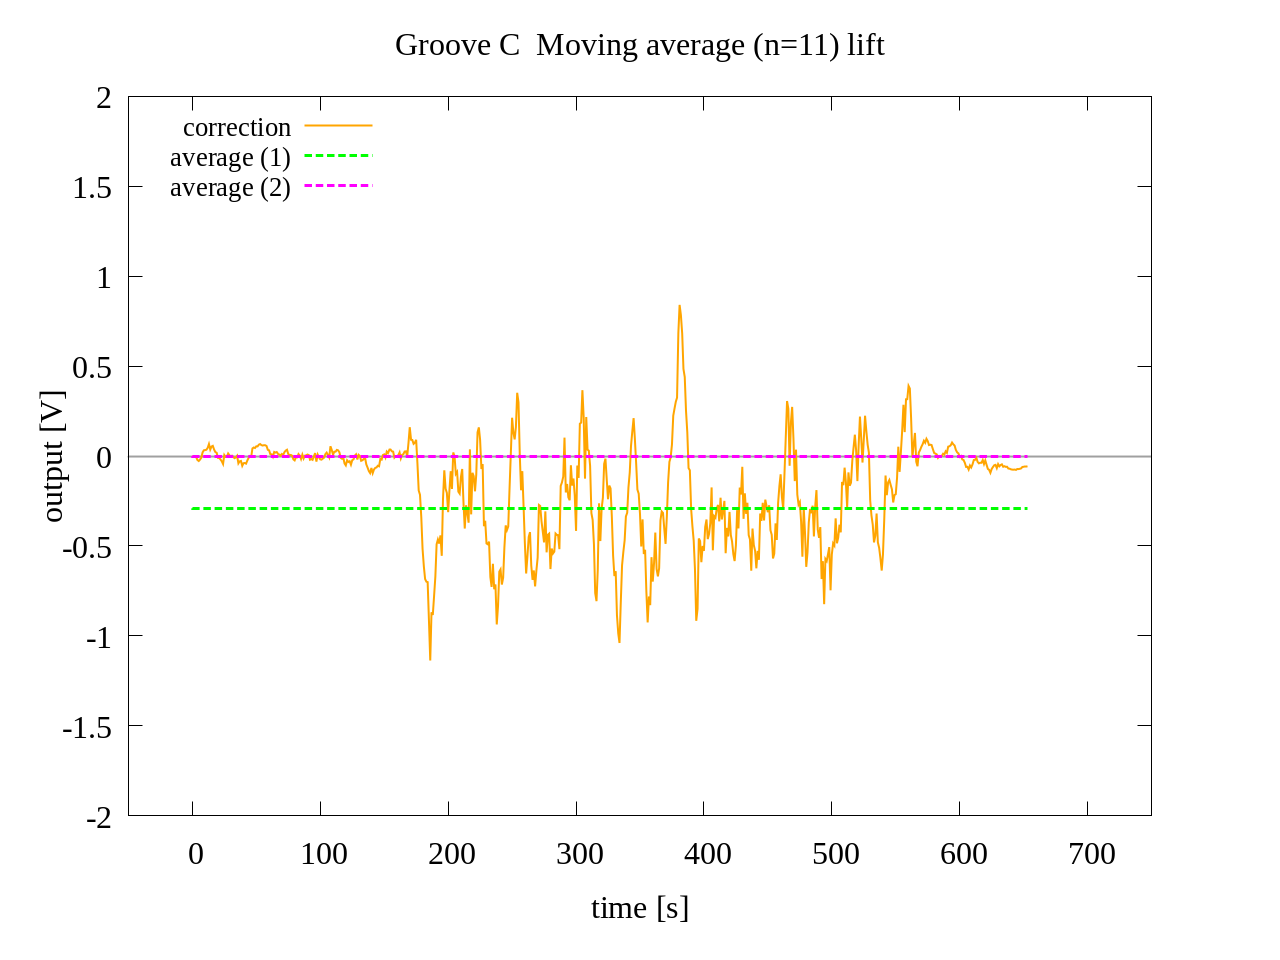 Groove C  Moving average (n=11) lift
correction
average (1)
average (2)
2
1.5
1
0.5
0
-0.5
-1
-1.5
-2
output [V]
0 100 200 300 400 500 600 700
time [s]